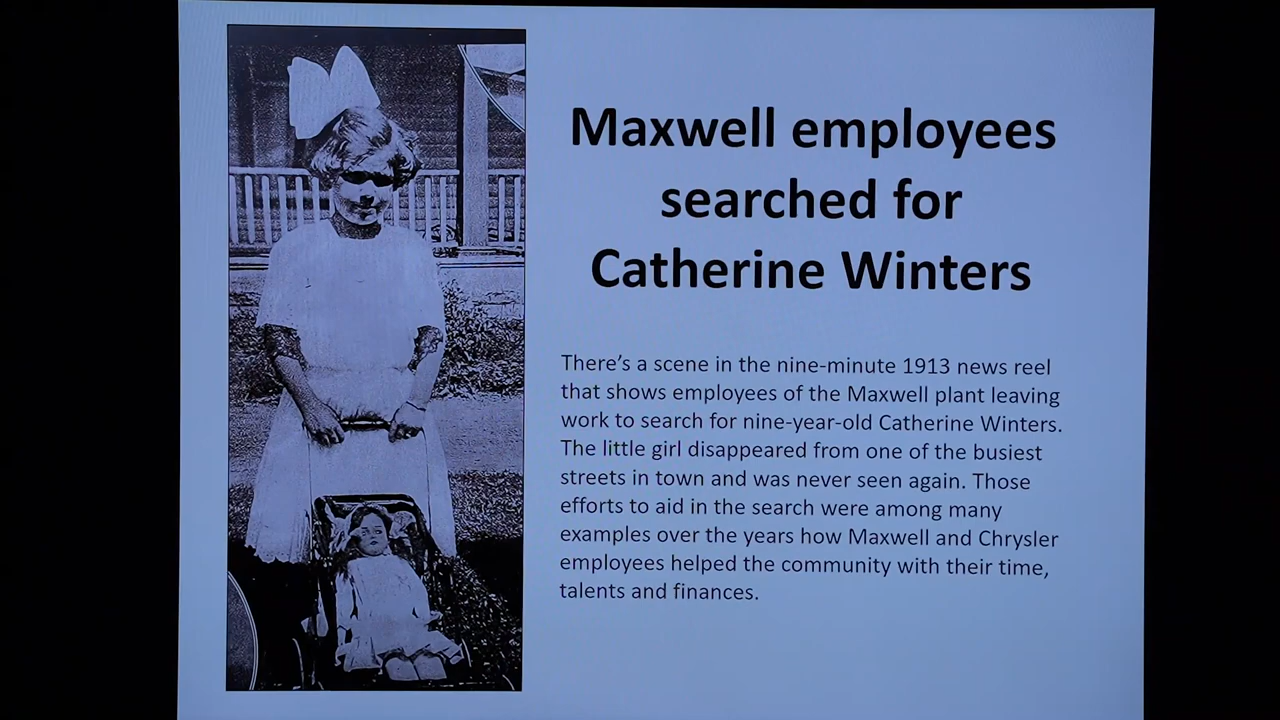 Maxwell employees
searched for
Catherine Winters
There's a scene in the nine-minute 1913 news reel
that shows employees of the Maxwell plant leaving
work to search for nine-year-old Catherine Winters.
The little girl disappeared from one of the busiest
streets in town and was never seen again. Those
efforts to aid in the search were among many
examples over the years how Maxwell and Chrysler
employees helped the community with their time,
talents and finances.